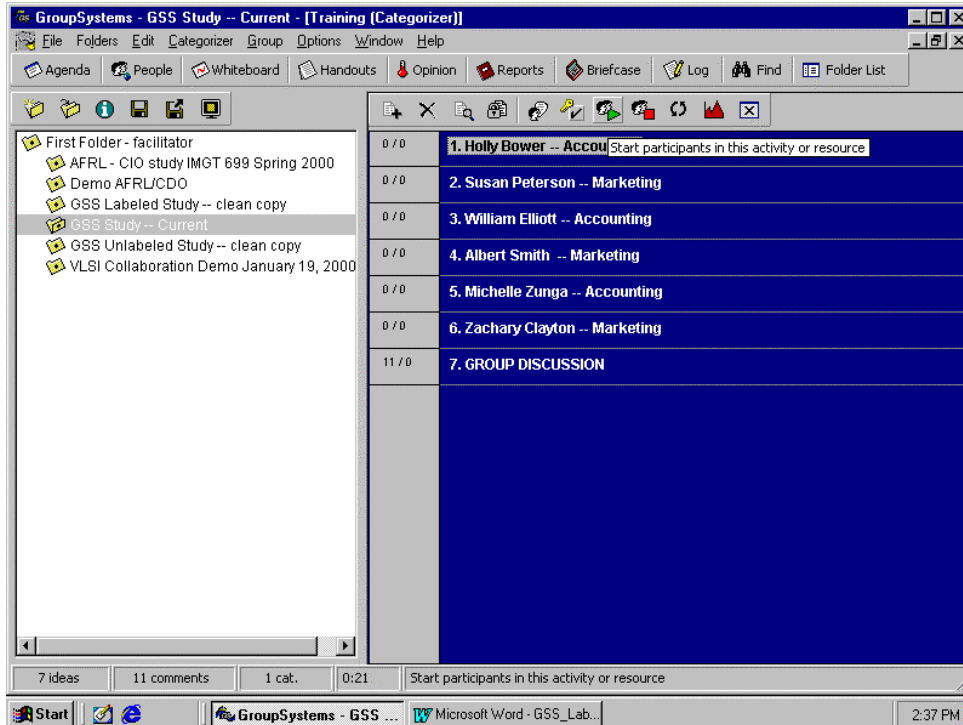 GroupSystems - GSS Study -- Current - [Training (Categorizer)]
File Folders Edit Categorizer Group Options Window Help
Agenda People Whiteboard Handouts Opinion Reports Briefcase Log Find Folder List
First Folder - facilitator
AFRL - CIO study IMGT 699 Spring 2000
Demo AFRL/CDO
GSS Labeled Study -- clean copy
GSS Study -- Current
GSS Unlabeled Study -- clean copy
VLSI Collaboration Demo January 19, 2000
0 / 0 1. Holly Bower -- Accou Start participants in this activity or resource
0 / 0 2. Susan Peterson -- Marketing
0 / 0 3. William Elliott -- Accounting
0 / 0 4. Albert Smith -- Marketing
0 / 0 5. Michelle Zunga -- Accounting
0 / 0 6. Zachary Clayton -- Marketing
11 / 0 7. GROUP DISCUSSION
7 ideas 11 comments 1 cat. 0:21 Start participants in this activity or resource
Start GroupSystems - GSS ... Microsoft Word - GSS_Lab... 2:37 PM